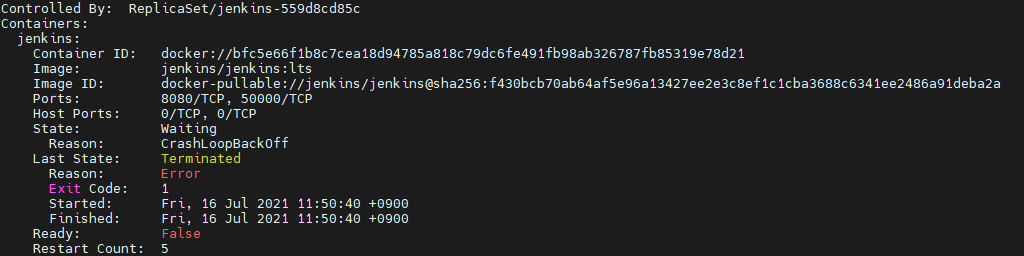 Controlled By:  ReplicaSet/jenkins-559d8cd85c
Containers:
  jenkins:
    Container ID:   docker://bfc5e66f1b8c7cea18d94785a818c79dc6fe491fb98ab326787fb85319e78d21
    Image:          jenkins/jenkins:lts
    Image ID:       docker-pullable://jenkins/jenkins@sha256:f430bcb70ab64af5e96a13427ee2e3c8ef1c1cba3688c6341ee2486a91deba2a
    Ports:          8080/TCP, 50000/TCP
    Host Ports:     0/TCP, 0/TCP
    State:          Waiting
      Reason:       CrashLoopBackOff
    Last State:     Terminated
      Reason:       Error
      Exit Code:    1
      Started:      Fri, 16 Jul 2021 11:50:40 +0900
      Finished:     Fri, 16 Jul 2021 11:50:40 +0900
    Ready:          False
    Restart Count:  5